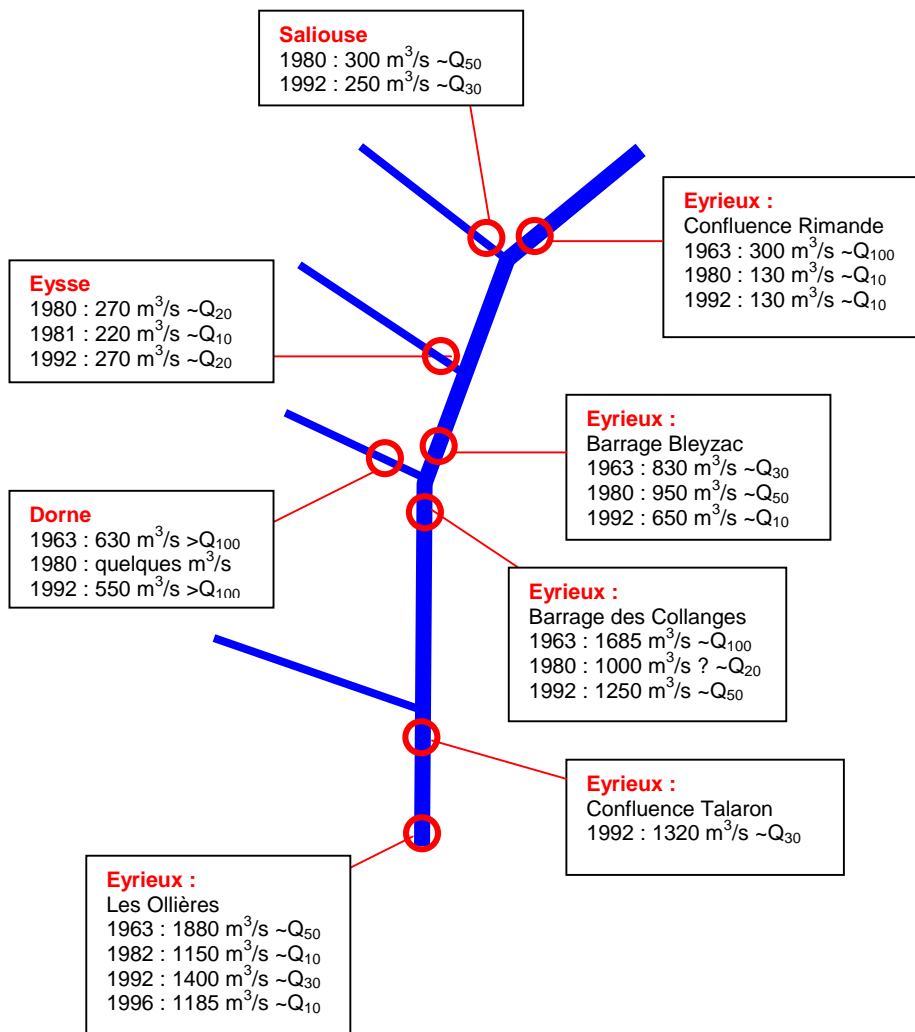 Saliouse
1980 : 300 m³/s ~Q₅₀
1992 : 250 m³/s ~Q₃₀
Eyrieux :
Confluence Rimande
1963 : 300 m³/s ~Q₁₀₀
1980 : 130 m³/s ~Q₁₀
1992 : 130 m³/s ~Q₁₀
Eysse
1980 : 270 m³/s ~Q₂₀
1981 : 220 m³/s ~Q₁₀
1992 : 270 m³/s ~Q₂₀
Eyrieux :
Barrage Bleyzac
1963 : 830 m³/s ~Q₃₀
1980 : 950 m³/s ~Q₅₀
1992 : 650 m³/s ~Q₁₀
Dorne
1963 : 630 m³/s >Q₁₀₀
1980 : quelques m³/s
1992 : 550 m³/s >Q₁₀₀
Eyrieux :
Barrage des Collanges
1963 : 1685 m³/s ~Q₁₀₀
1980 : 1000 m³/s ? ~Q₂₀
1992 : 1250 m³/s ~Q₅₀
Eyrieux :
Confluence Talaron
1992 : 1320 m³/s ~Q₃₀
Eyrieux :
Les Ollières
1963 : 1880 m³/s ~Q₅₀
1982 : 1150 m³/s ~Q₁₀
1992 : 1400 m³/s ~Q₃₀
1996 : 1185 m³/s ~Q₁₀